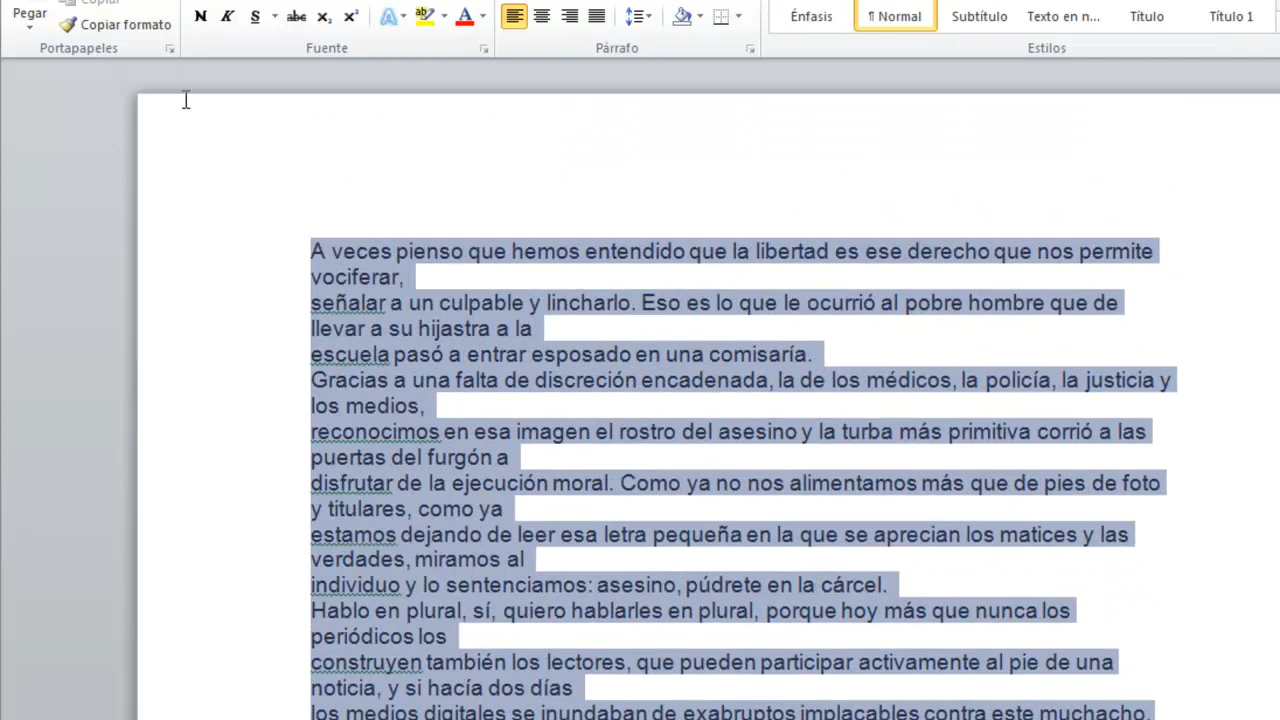 Pegar
Copiar
Copiar formato
Portapapeles
N K S abc x₂ x² A ab A
Fuente
Párrafo
Énfasis
¶ Normal
Subtítulo
Texto en n...
Título
Título 1
Estilos
A veces pienso que hemos entendido que la libertad es ese derecho que nos permite
vociferar,
señalar a un culpable y lincharlo. Eso es lo que le ocurrió al pobre hombre que de
llevar a su hijastra a la
escuela pasó a entrar esposado en una comisaría.
Gracias a una falta de discreción encadenada, la de los médicos, la policía, la justicia y
los medios,
reconocimos en esa imagen el rostro del asesino y la turba más primitiva corrió a las
puertas del furgón a
disfrutar de la ejecución moral. Como ya no nos alimentamos más que de pies de foto
y titulares, como ya
estamos dejando de leer esa letra pequeña en la que se aprecian los matices y las
verdades, miramos al
individuo y lo sentenciamos: asesino, púdrete en la cárcel.
Hablo en plural, sí, quiero hablarles en plural, porque hoy más que nunca los
periódicos los
construyen también los lectores, que pueden participar activamente al pie de una
noticia, y si hacía dos días
los medios digitales se inundaban de exabruptos implacables contra este muchacho,